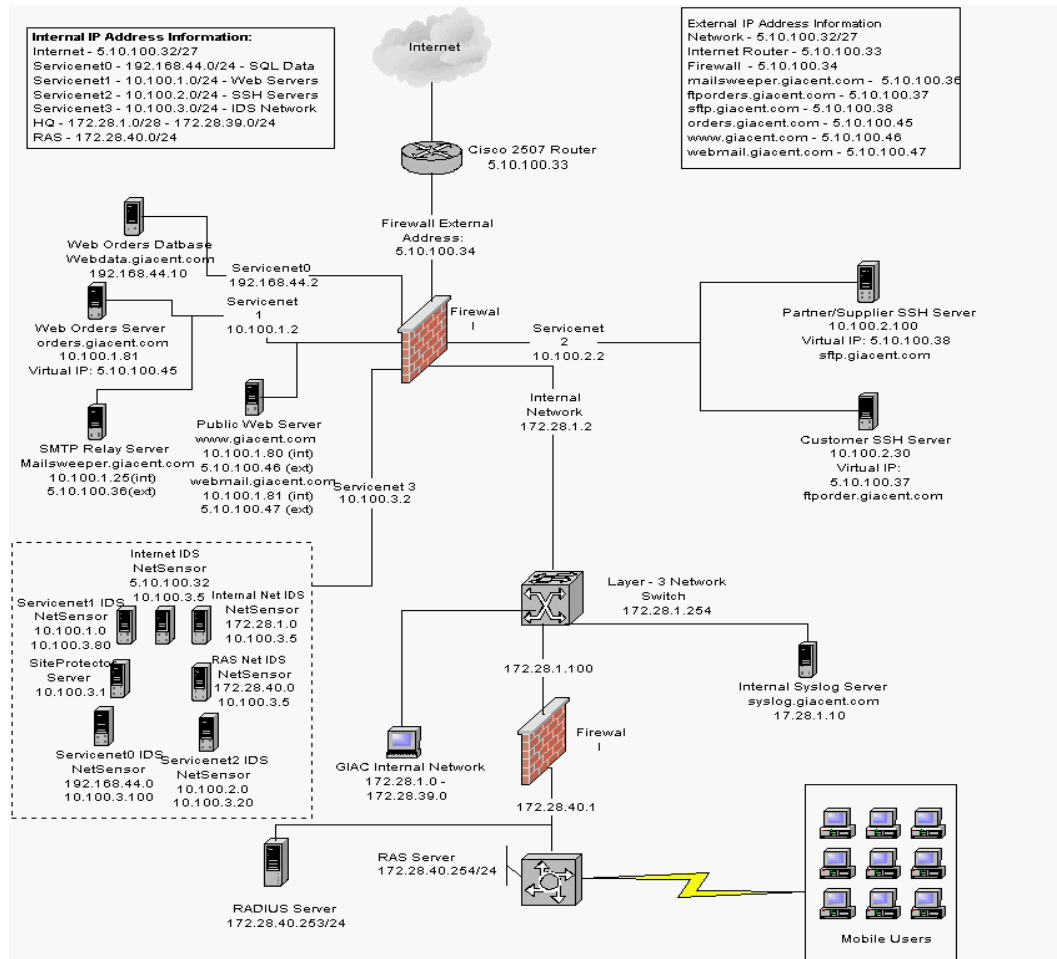 Internal IP Address Information:
Internet - 5.10.100.32/27
Servicenet0 - 192.168.44.0/24 - SQL Data
Servicenet1 - 10.100.1.0/24 - Web Servers
Servicenet2 - 10.100.2.0/24 - SSH Servers
Servicenet3 - 10.100.3.0/24 - IDS Network
HQ - 172.28.1.0/28 - 172.28.39.0/24
RAS - 172.28.40.0/24
Internet
External IP Address Information
Network - 5.10.100.32/27
Internet Router - 5.10.100.33
Firewall - 5.10.100.34
mailsweeper.giacent.com - 5.10.100.36
ftporders.giacent.com - 5.10.100.37
sftp.giacent.com - 5.10.100.38
orders.giacent.com - 5.10.100.45
www.giacent.com - 5.10.100.46
webmail.giacent.com - 5.10.100.47
Cisco 2507 Router
5.10.100.33
Firewall External
Address:
5.10.100.34
Web Orders Datbase
Webdata.giacent.com
192.168.44.10
Servicenet0
192.168.44.2
Servicenet
1
10.100.1.2
Firewal
l
Servicenet
2
10.100.2.2
Partner/Supplier SSH Server
10.100.2.100
Virtual IP: 5.10.100.38
sftp.giacent.com
Web Orders Server
orders.giacent.com
10.100.1.81
Virtual IP: 5.10.100.45
Internal
Network
172.28.1.2
Public Web Server
www.giacent.com
10.100.1.80 (int)
5.10.100.46 (ext)
webmail.giacent.com
10.100.1.81 (int)
5.10.100.47 (ext)
SMTP Relay Server
Mailsweeper.giacent.com
10.100.1.25(int)
5.10.100.36(ext)
Customer SSH Server
10.100.2.30
Virtual IP:
5.10.100.37
ftporder.giacent.com
Servicenet 3
10.100.3.2
Internet IDS
NetSensor
5.10.100.32
10.100.3.5
Servicenet1 IDS
NetSensor
10.100.1.0
10.100.3.80
Internal Net IDS
NetSensor
172.28.1.0
10.100.3.5
SiteProtector
Server
10.100.3.1
RAS Net IDS
NetSensor
172.28.40.0
10.100.3.5
Servicenet0 IDS
NetSensor
192.168.44.0
10.100.3.100
Servicenet2 IDS
NetSensor
10.100.2.0
10.100.3.20
Layer - 3 Network
Switch
172.28.1.254
172.28.1.100
Internal Syslog Server
syslog.giacent.com
17.28.1.10
Firewal
l
GIAC Internal Network
172.28.1.0 -
172.28.39.0
172.28.40.1
RAS Server
172.28.40.254/24
RADIUS Server
172.28.40.253/24
Mobile Users